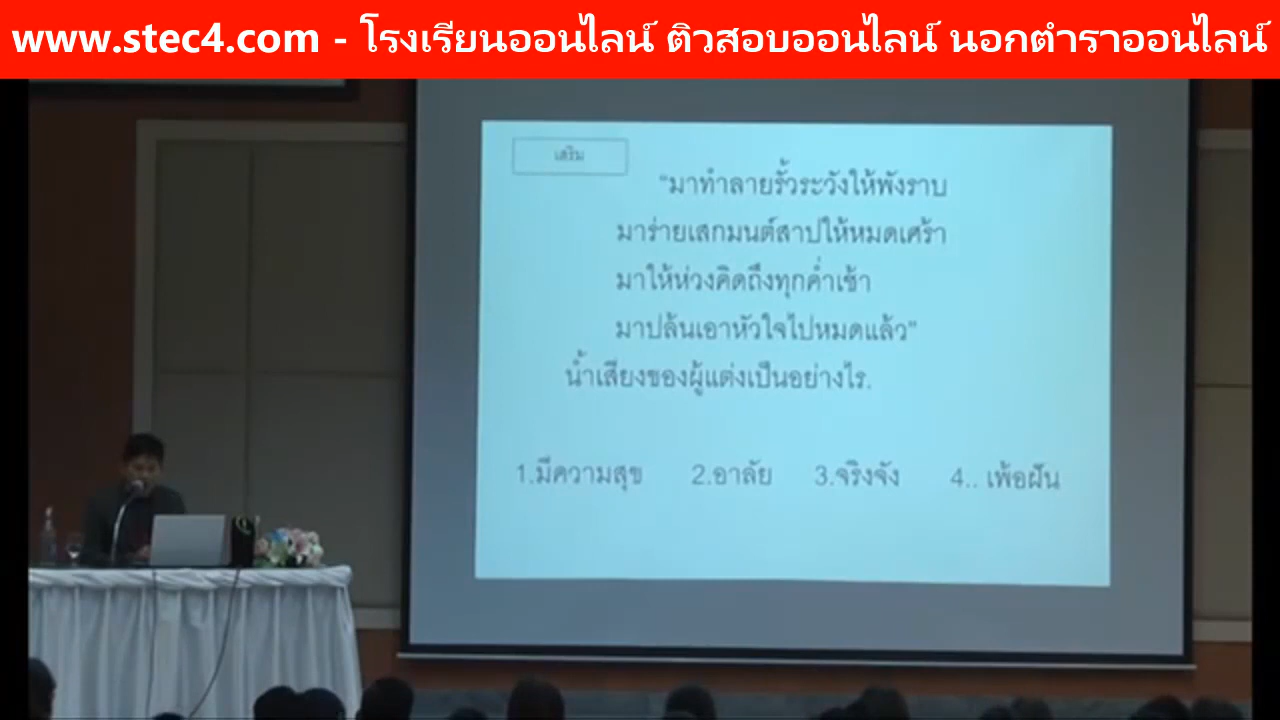 www.stec4.com - โรงเรียนออนไลน์ ติวสอบออนไลน์ นอกตำราออนไลน์
เสริม
"มาทำลายรั้วระวังให้พังราบ
มาร่ายเสกมนต์สาปให้หมดเศร้า
มาให้ห่วงคิดถึงทุกค่ำเช้า
มาปล้นเอาหัวใจไปหมดแล้ว"
น้ำเสียงของผู้แต่งเป็นอย่างไร.
1.มีความสุข 2.อาลัย 3.จริงจัง 4.. เพ้อฝัน